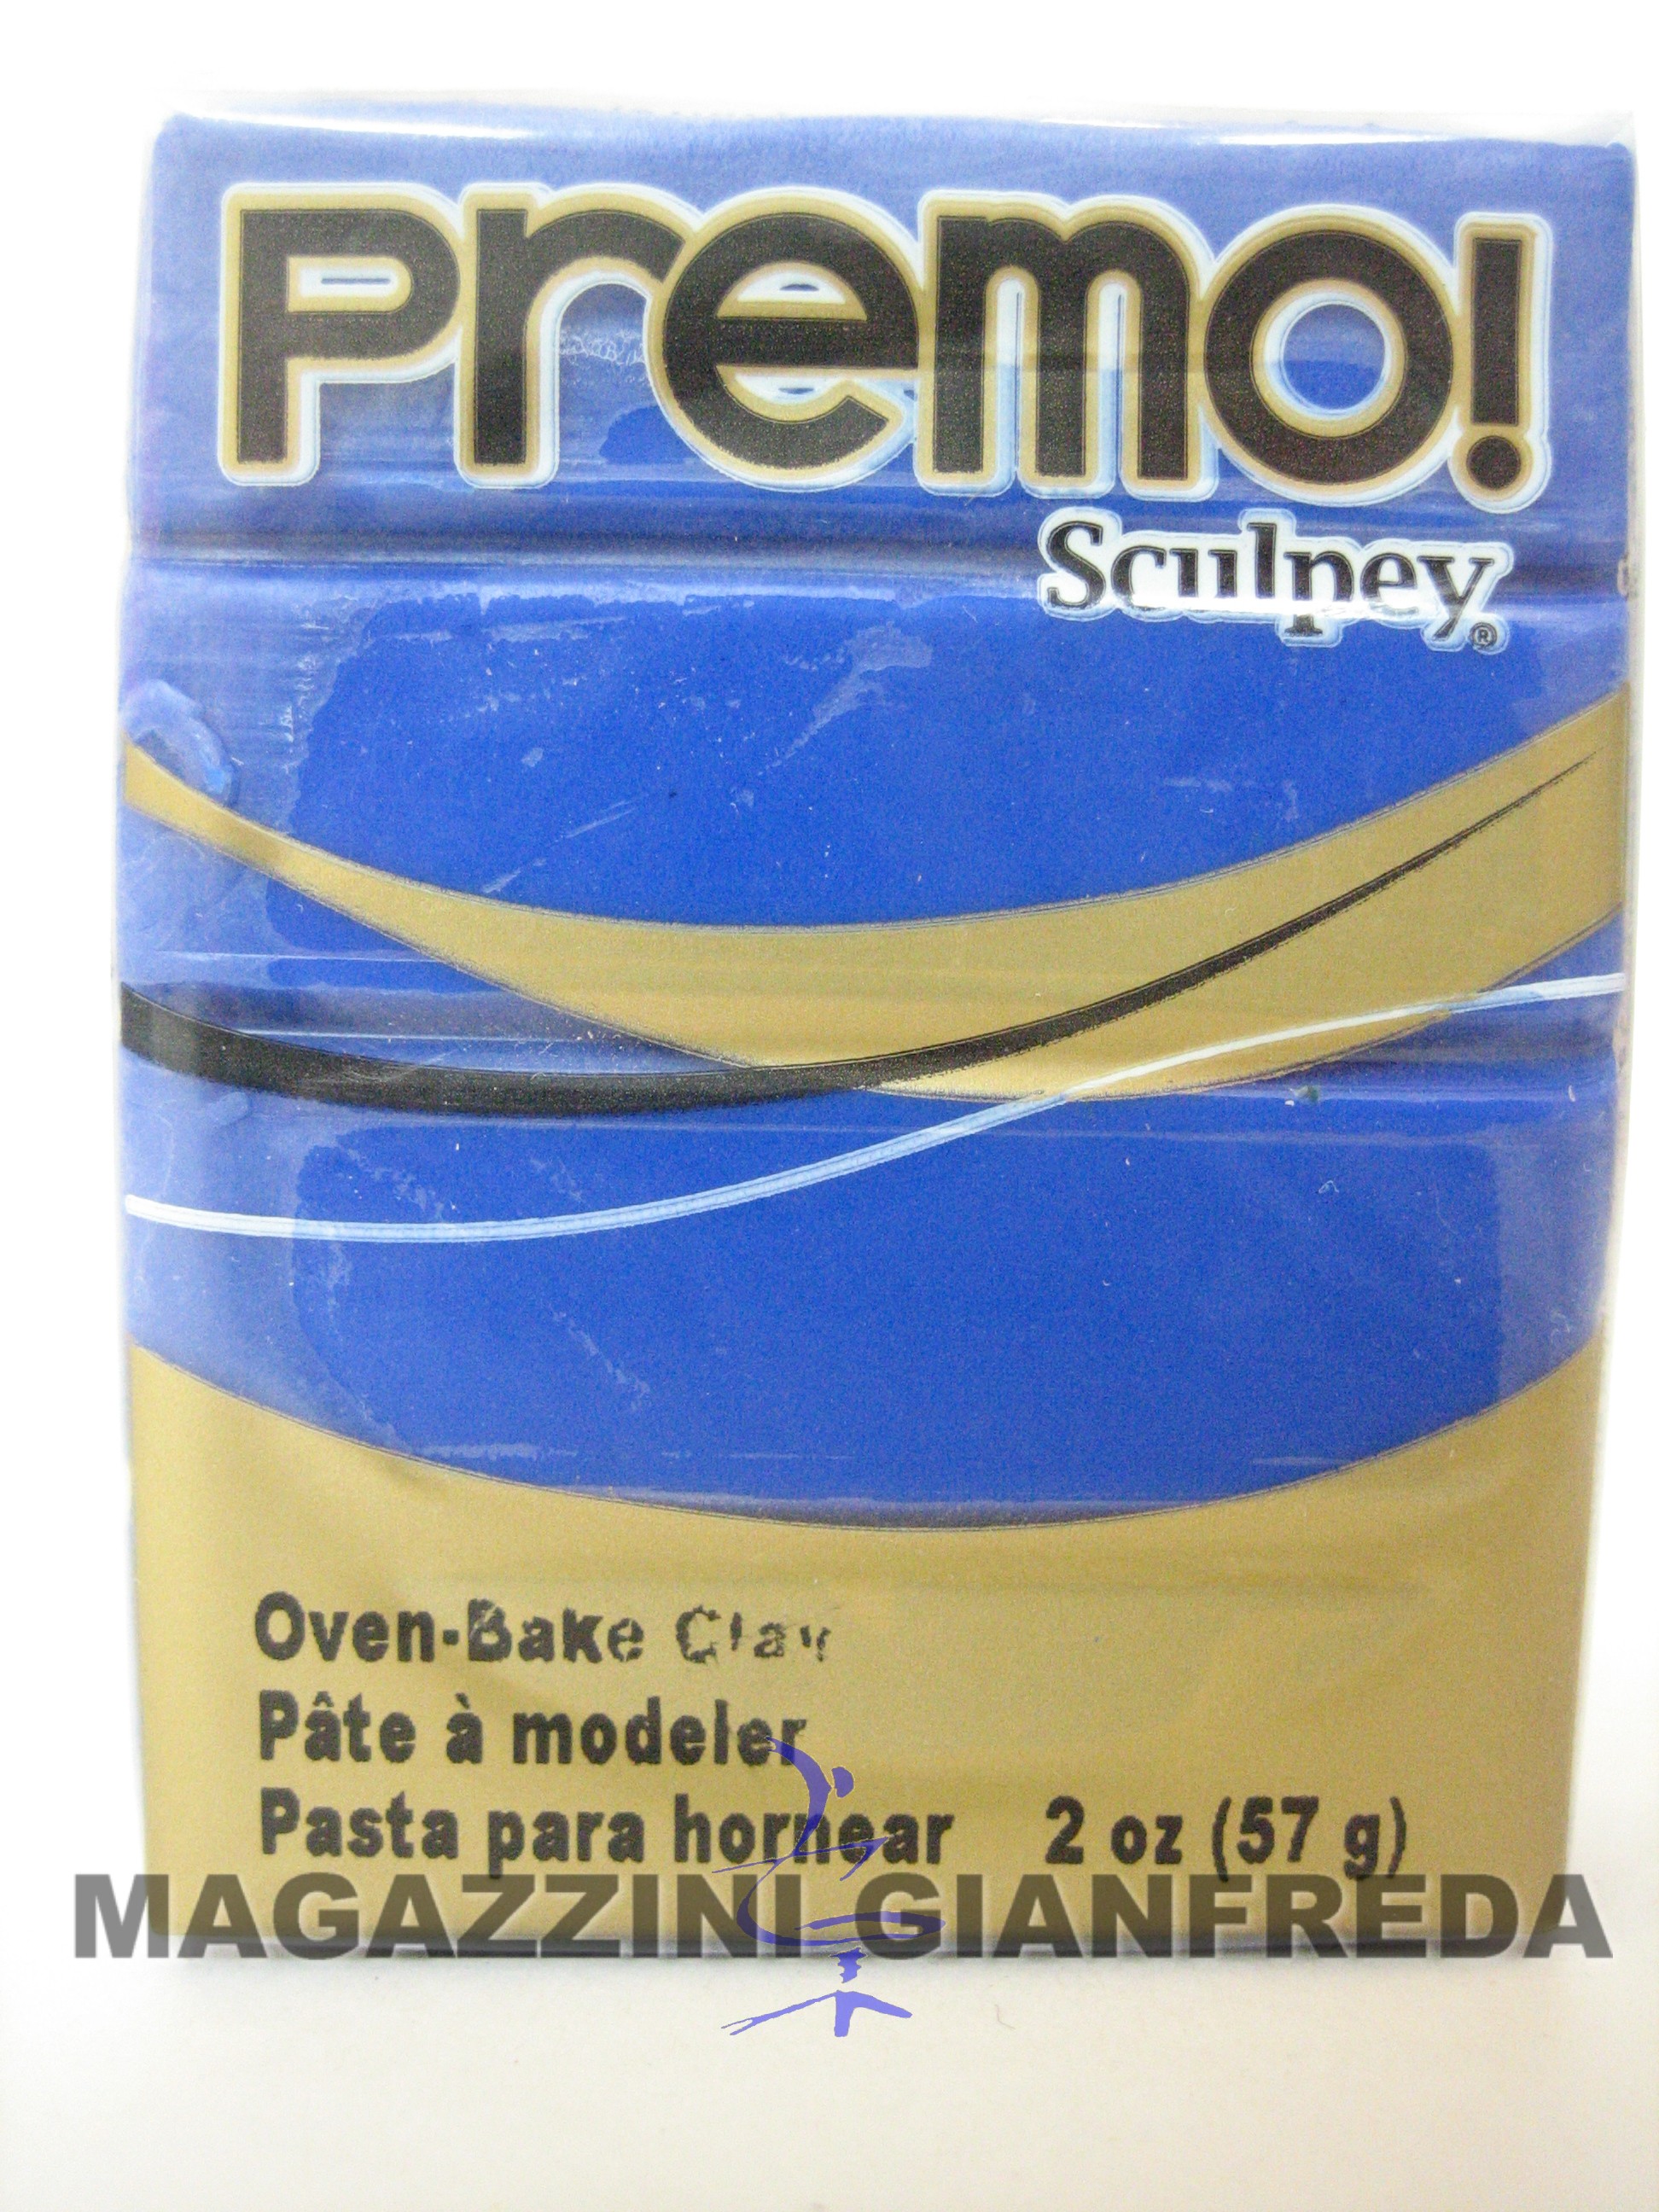 Premo!
Sculpey®
Oven-Bake Clay
Pâte à modeler
Pasta para hornear 2 oz (57 g)
MAGAZZINI GIANFREDA